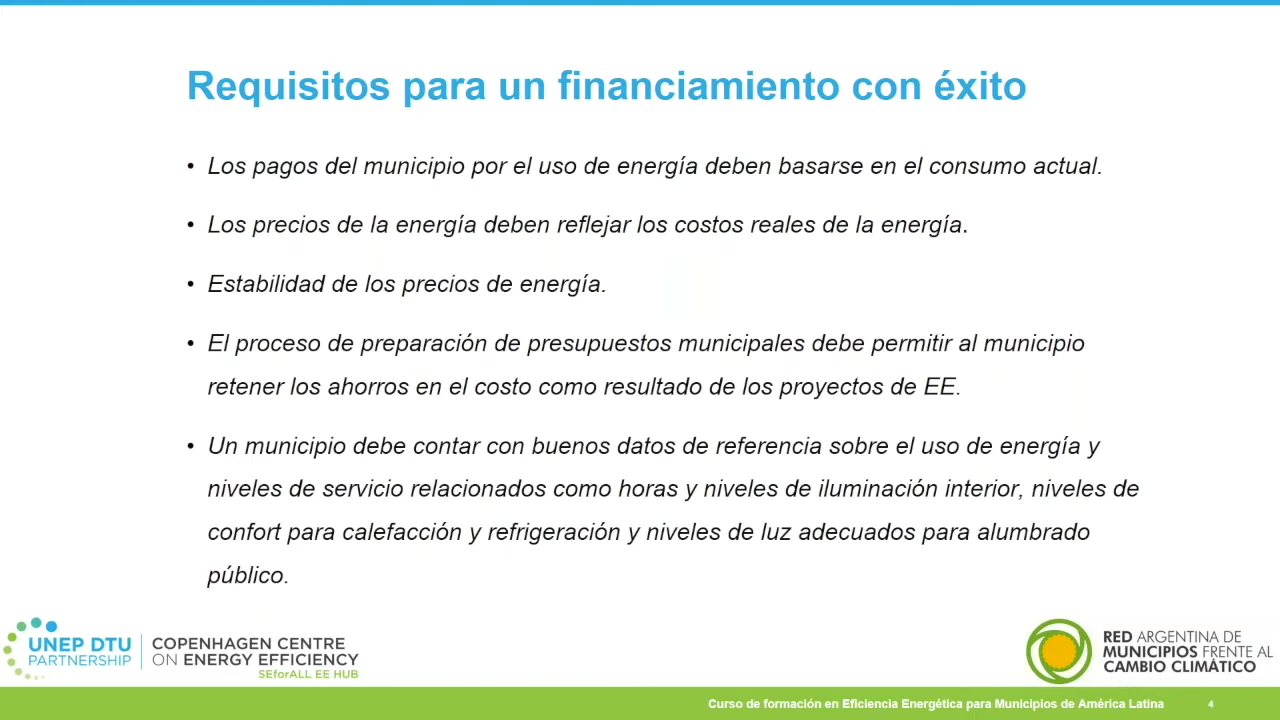 Requisitos para un financiamiento con éxito
• Los pagos del municipio por el uso de energía deben basarse en el consumo actual.
• Los precios de la energía deben reflejar los costos reales de la energía.
• Estabilidad de los precios de energía.
• El proceso de preparación de presupuestos municipales debe permitir al municipio
retener los ahorros en el costo como resultado de los proyectos de EE.
• Un municipio debe contar con buenos datos de referencia sobre el uso de energía y
niveles de servicio relacionados como horas y niveles de iluminación interior, niveles de
confort para calefacción y refrigeración y niveles de luz adecuados para alumbrado
público.
UNEP DTU
PARTNERSHIP
COPENHAGEN CENTRE
ON ENERGY EFFICIENCY
SEforALL EE HUB
RED ARGENTINA DE
MUNICIPIOS FRENTE AL
CAMBIO CLIMÁTICO
Curso de formación en Eficiencia Energética para Municipios de América Latina
4